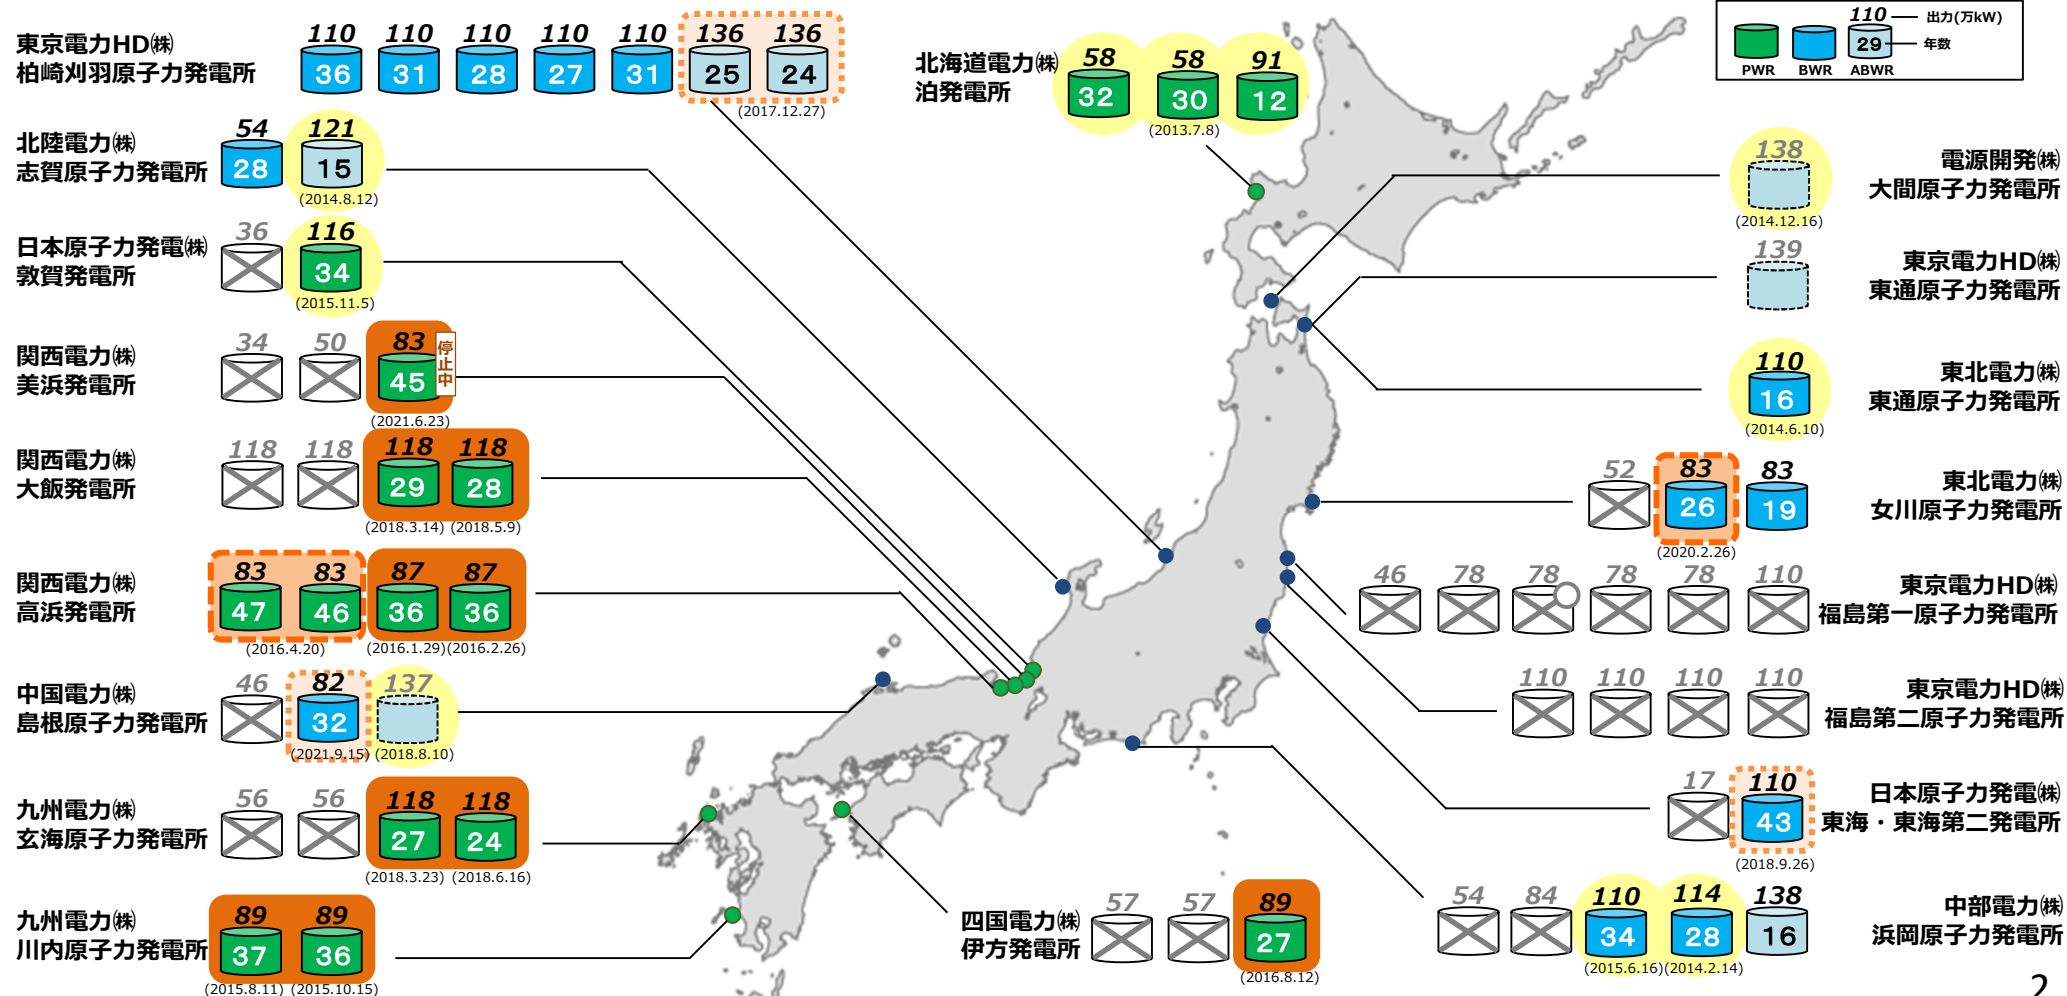 東京電力HD㈱
柏崎刈羽原子力発電所
110 110 110 110 110 136 136
36 31 28 27 31 25 24
(2017.12.27)
北陸電力㈱
志賀原子力発電所
54 121
28 15
(2014.8.12)
日本原子力発電㈱
敦賀発電所
36 116
34
(2015.11.5)
関西電力㈱
美浜発電所
34 50 83
45
停止中
(2021.6.23)
関西電力㈱
大飯発電所
118 118 118 118
29 28
(2018.3.14) (2018.5.9)
関西電力㈱
高浜発電所
83 83 87 87
47 46 36 36
(2016.4.20) (2016.1.29) (2016.2.26)
中国電力㈱
島根原子力発電所
46 82 137
32
(2021.9.15) (2018.8.10)
九州電力㈱
玄海原子力発電所
56 56 118 118
27 24
(2018.3.23) (2018.6.16)
九州電力㈱
川内原子力発電所
89 89
37 36
(2015.8.11) (2015.10.15)
北海道電力㈱
泊発電所
58 58 91
32 30 12
(2013.7.8)
110 出力(万kW)
29 年数
PWR BWR ABWR
電源開発㈱
大間原子力発電所
138
(2014.12.16)
東京電力HD㈱
東通原子力発電所
139
東北電力㈱
東通原子力発電所
110
16
(2014.6.10)
東北電力㈱
女川原子力発電所
52 83 83
26 19
(2020.2.26)
東京電力HD㈱
福島第一原子力発電所
46 78 78 78 78 110
東京電力HD㈱
福島第二原子力発電所
110 110 110 110
日本原子力発電㈱
東海・東海第二発電所
17 110
43
(2018.9.26)
中部電力㈱
浜岡原子力発電所
54 84 110 114 138
34 28 16
(2015.6.16) (2014.2.14)
四国電力㈱
伊方発電所
57 57 89
27
(2016.8.12)
2